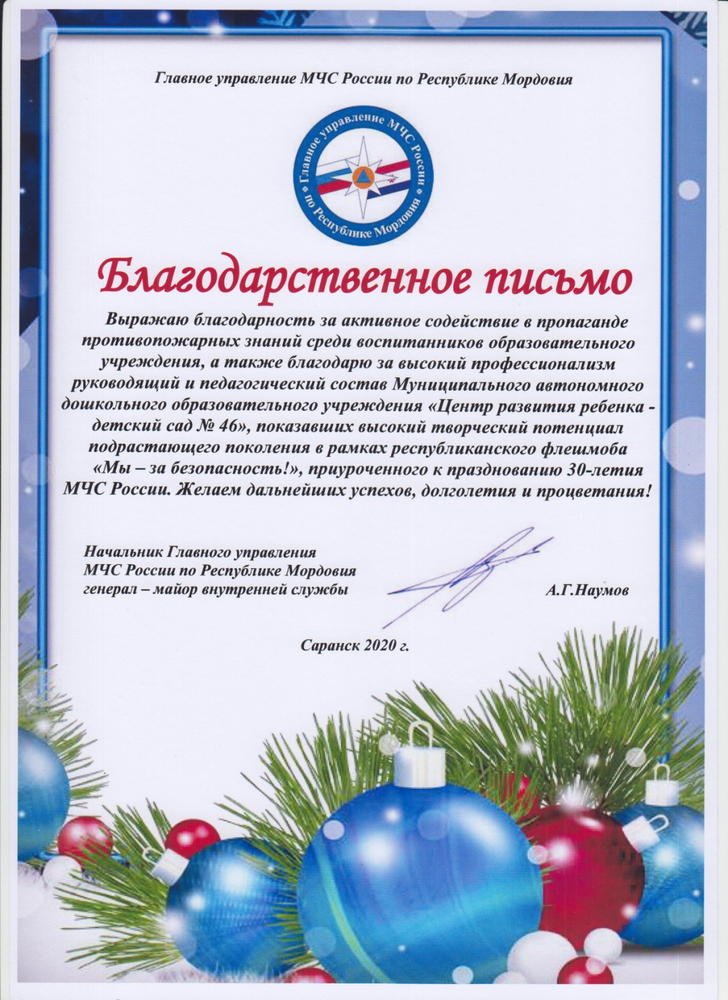 Главное управление МЧС России по Республике Мордовия
Главное управление МЧС России
по Республике Мордовия
Благодарственное письмо
Выражаю благодарность за активное содействие в пропаганде
противопожарных знаний среди воспитанников образовательного
учреждения, а также благодарю за высокий профессионализм
руководящий и педагогический состав Муниципального автономного
дошкольного образовательного учреждения «Центр развития ребенка -
детский сад № 46», показавших высокий творческий потенциал
подрастающего поколения в рамках республиканского флешмоба
«Мы – за безопасность!», приуроченного к празднованию 30-летия
МЧС России. Желаем дальнейших успехов, долголетия и процветания!
Начальник Главного управления
МЧС России по Республике Мордовия
генерал – майор внутренней службы
А.Г.Наумов
Саранск 2020 г.